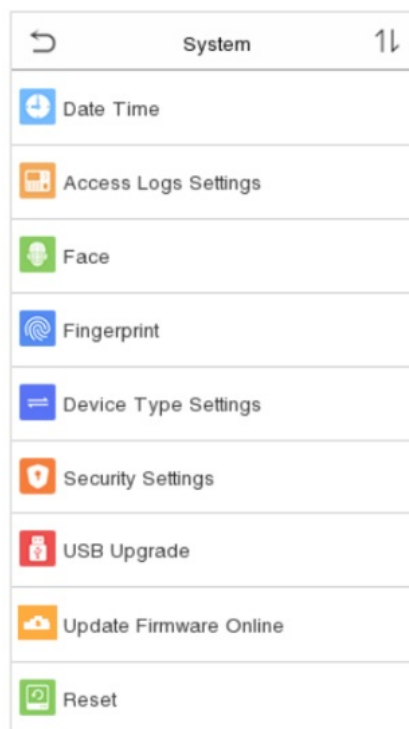 System
Date Time
Access Logs Settings
Face
Fingerprint
Device Type Settings
Security Settings
USB Upgrade
Update Firmware Online
Reset